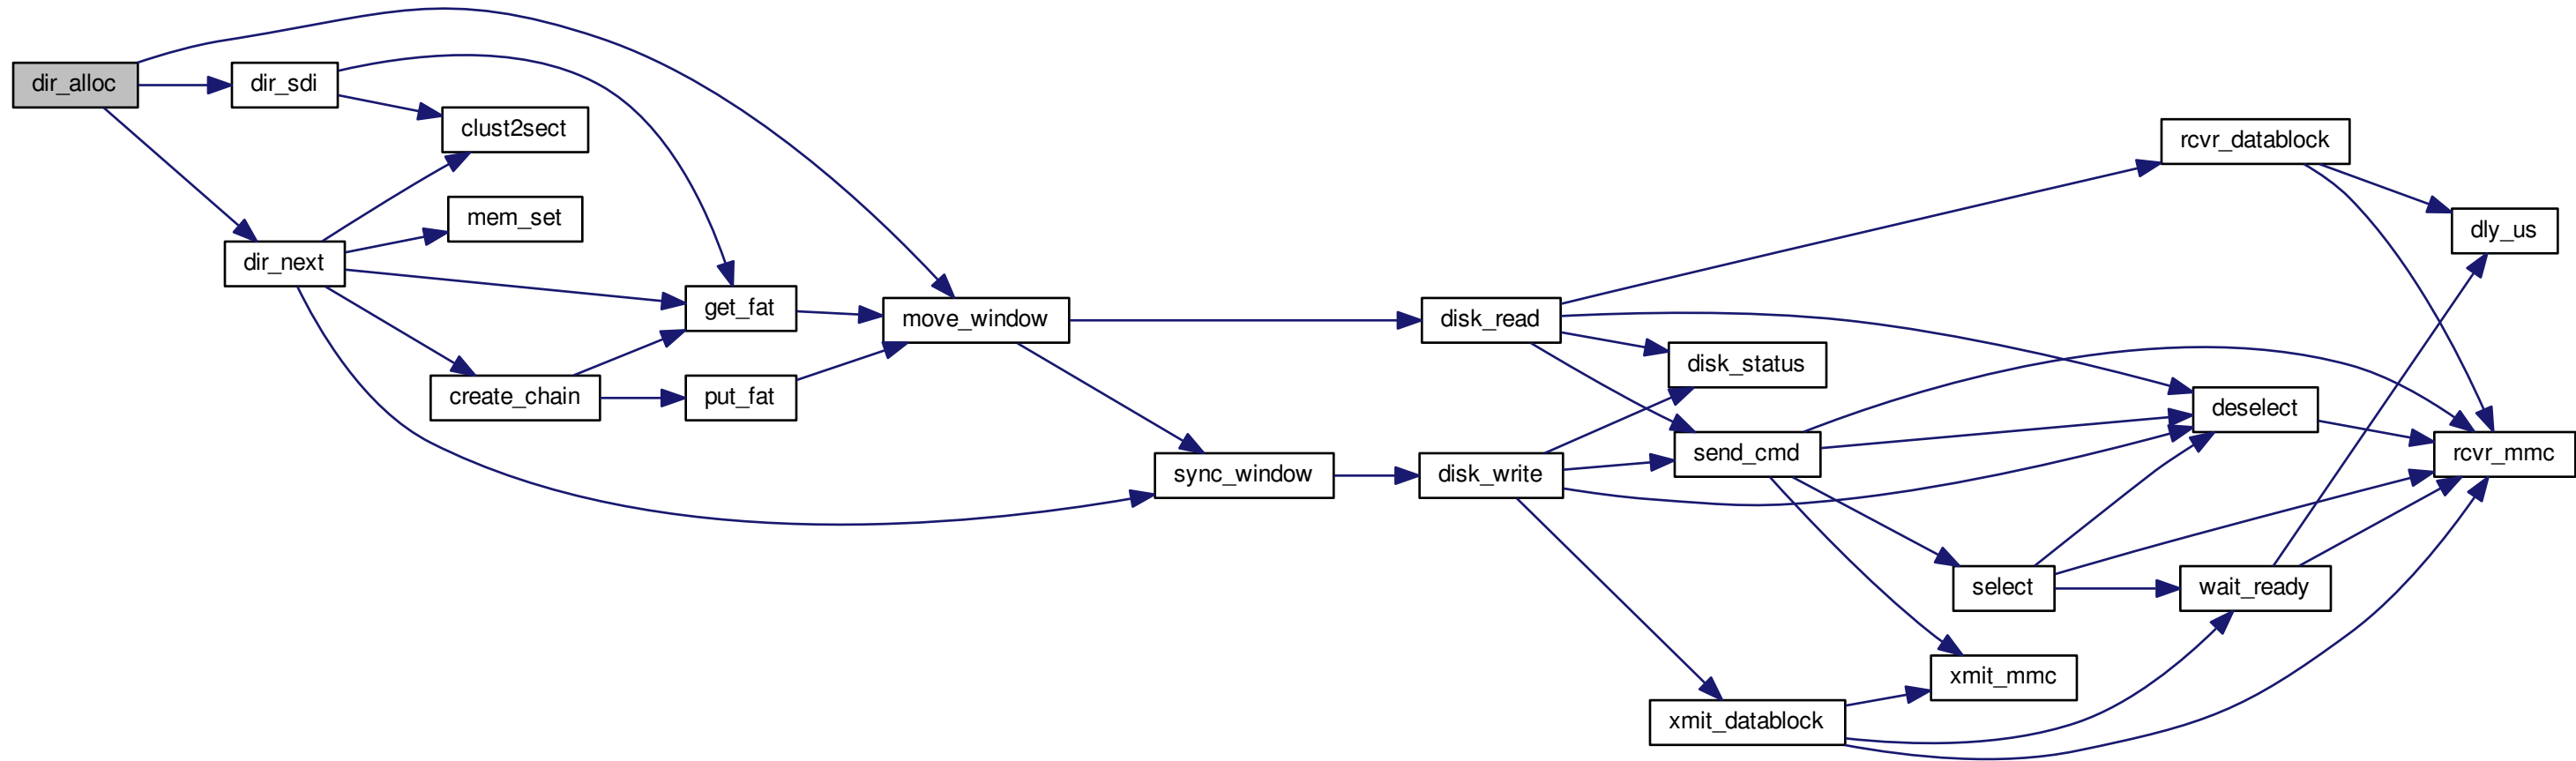 dir_alloc
dir_sdi
clust2sect
mem_set
dir_next
get_fat
create_chain
put_fat
move_window
sync_window
disk_read
disk_write
disk_status
send_cmd
xmit_datablock
select
xmit_mmc
rcvr_datablock
deselect
wait_ready
dly_us
rcvr_mmc